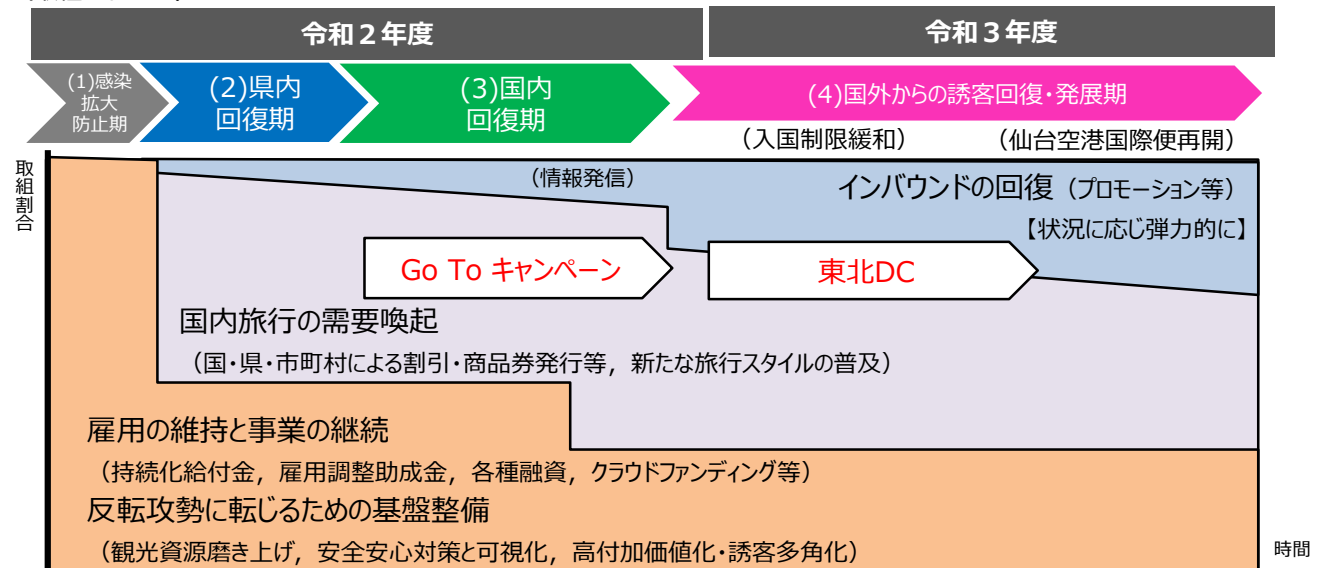 令和２年度
令和３年度
(1)感染
拡大
防止期
(2)県内
回復期
(3)国内
回復期
(4)国外からの誘客回復・発展期
（入国制限緩和）
（仙台空港国際便再開）
取組割合
（情報発信）
インバウンドの回復（プロモーション等）
【状況に応じ弾力的に】
Go To キャンペーン
東北DC
国内旅行の需要喚起
（国・県・市町村による割引・商品券発行等，新たな旅行スタイルの普及）
雇用の維持と事業の継続
（持続化給付金，雇用調整助成金，各種融資，クラウドファンディング等）
反転攻勢に転じるための基盤整備
（観光資源磨き上げ，安全安心対策と可視化，高付加価値化・誘客多角化）
時間